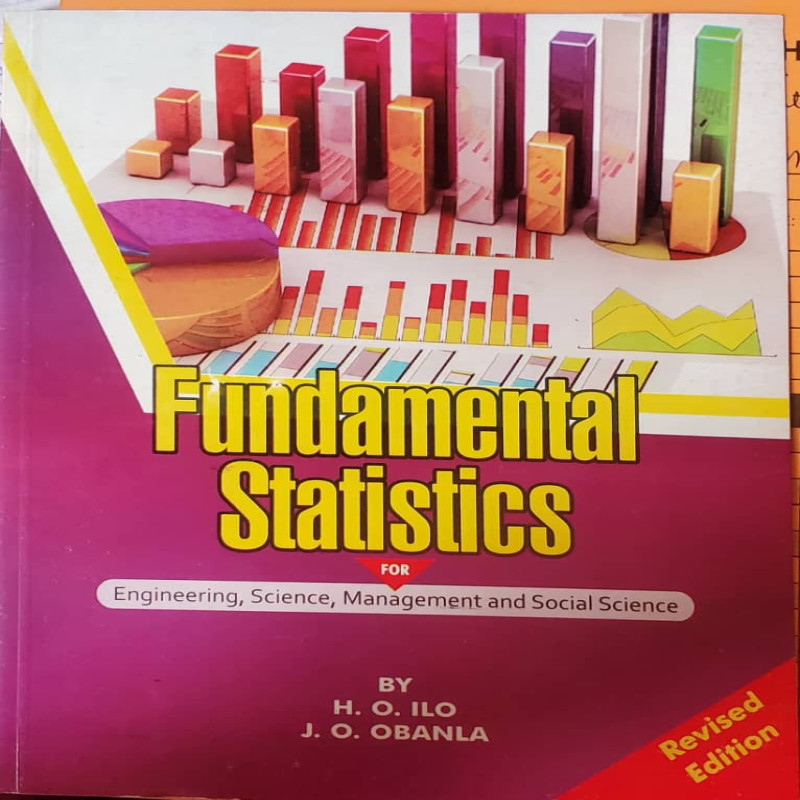 Fundamental
Statistics
FOR
Engineering, Science, Management and Social Science
BY
H. O. ILO
J. O. OBANLA
Revised
Edition